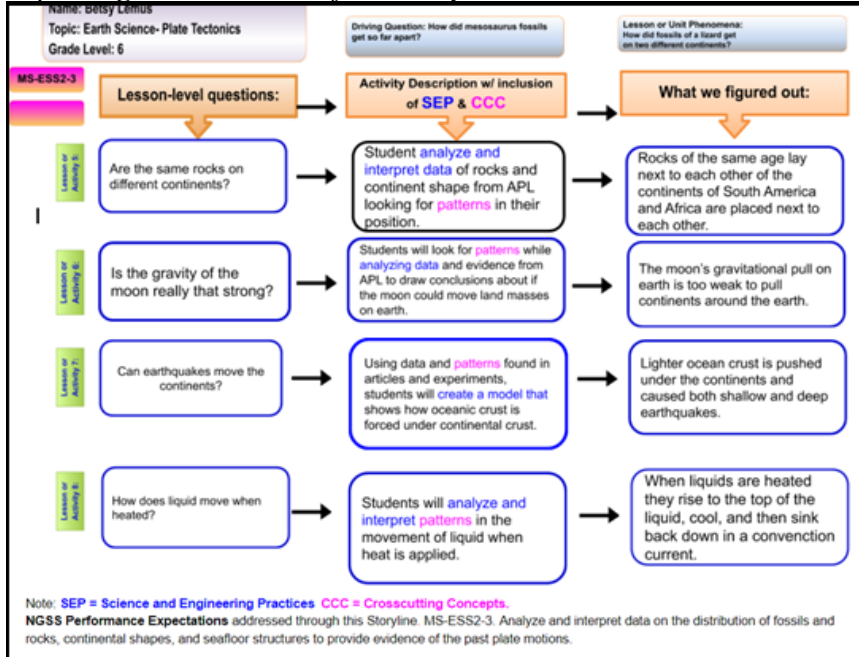 Name: Betsy Lemus
Topic: Earth Science- Plate Tectonics
Grade Level: 6
Driving Question: How did mesosaurus fossils
get so far apart?
Lesson or Unit Phenomena:
How did fossils of a lizard get
on two different continents?
MS-ESS2-3
Lesson-level questions:
Activity Description w/ inclusion
of SEP & CCC
What we figured out:
Lesson or
Activity 5:
Are the same rocks on
different continents?
Student analyze and
interpret data of rocks and
continent shape from APL
looking for patterns in their
position.
Rocks of the same age lay
next to each other of the
continents of South America
and Africa are placed next to
each other.
Lesson or
Activity 6:
Is the gravity of the
moon really that strong?
Students will look for patterns while
analyzing data and evidence from
APL to draw conclusions about if
the moon could move land masses
on earth.
The moon's gravitational pull on
earth is too weak to pull
continents around the earth.
Lesson or
Activity 7:
Can earthquakes move the
continents?
Using data and patterns found in
articles and experiments,
students will create a model that
shows how oceanic crust is
forced under continental crust.
Lighter ocean crust is pushed
under the continents and
caused both shallow and deep
earthquakes.
Lesson or
Activity 8:
How does liquid move when
heated?
Students will analyze and
interpret patterns in the
movement of liquid when
heat is applied.
When liquids are heated
they rise to the top of the
liquid, cool, and then sink
back down in a convenction
current.
Note: SEP = Science and Engineering Practices CCC = Crosscutting Concepts.
NGSS Performance Expectations addressed through this Storyline. MS-ESS2-3. Analyze and interpret data on the distribution of fossils and
rocks, continental shapes, and seafloor structures to provide evidence of the past plate motions.